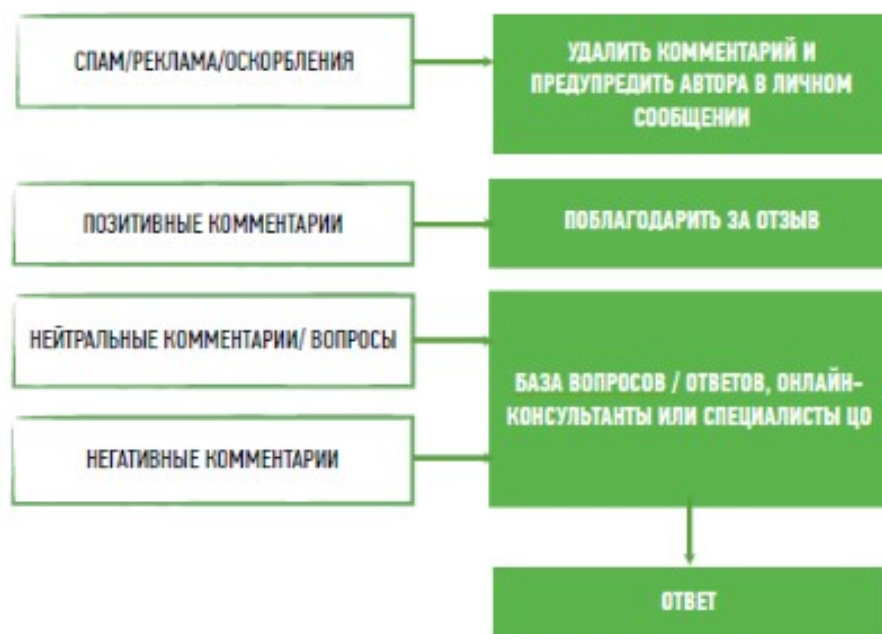 СПАМ/РЕКЛАМА/ОСКОРБЛЕНИЯ
УДАЛИТЬ КОММЕНТАРИЙ И
ПРЕДУПРЕДИТЬ АВТОРА В ЛИЧНОМ
СООБЩЕНИИ
ПОЗИТИВНЫЕ КОММЕНТАРИИ
ПОБЛАГОДАРИТЬ ЗА ОТЗЫВ
НЕЙТРАЛЬНЫЕ КОММЕНТАРИИ/ ВОПРОСЫ
НЕГАТИВНЫЕ КОММЕНТАРИИ
БАЗА ВОПРОСОВ / ОТВЕТОВ, ОНЛАЙН-
КОНСУЛЬТАНТЫ ИЛИ СПЕЦИАЛИСТЫ ЦО
ОТВЕТ